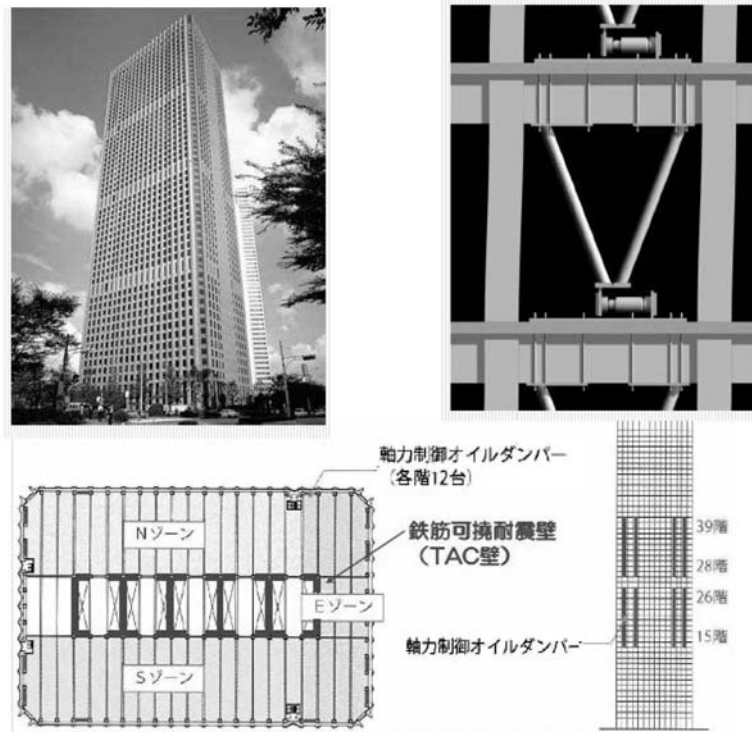 軸力制御オイルダンパー
（各階12台）
Nゾーン
鉄筋可撓耐震壁
（TAC壁）
Eゾーン
Sゾーン
39階
28階
26階
15階
軸力制御オイルダンパー